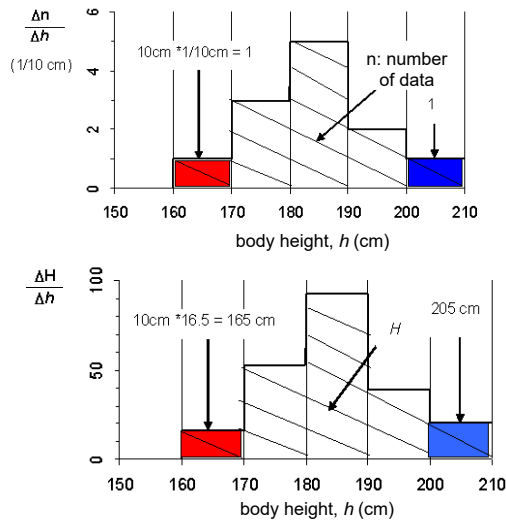 Δn
Δh
(1/10 cm)
6
4
2
0
10cm *1/10cm = 1
n: number
of data
1
150 160 170 180 190 200 210
body height, h (cm)
ΔH
Δh
100
50
0
10cm *16.5 = 165 cm
H
205 cm
150 160 170 180 190 200 210
body height, h (cm)